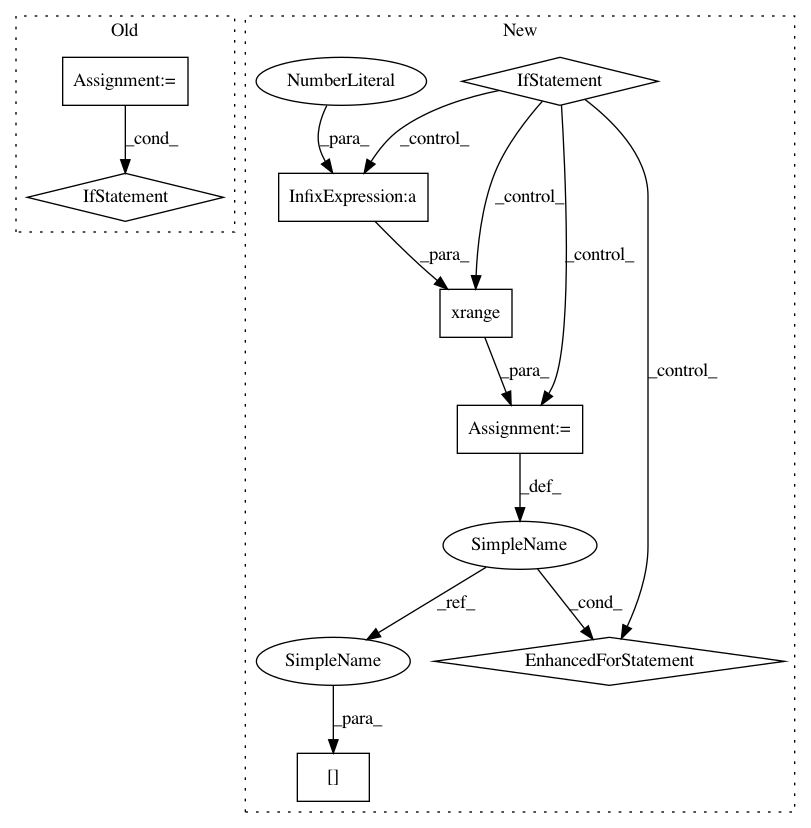 Old
New
Assignment:=
NumberLiteral
IfStatement
_cond_
_para_
_control_
IfStatement
InfixExpression:a
_control_
_control_
_para_
xrange
_control_
_para_
Assignment:=
_def_
SimpleName
_ref_
_cond_
SimpleName
EnhancedForStatement
_para_
[]